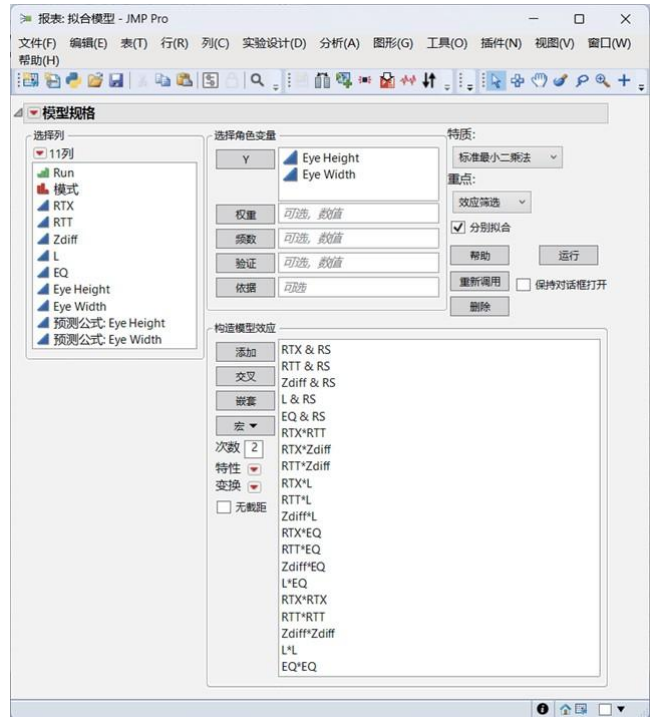 报表: 拟合模型 - JMP Pro
文件(F) 编辑(E) 表(T) 行(R) 列(C) 实验设计(D) 分析(A) 图形(G) 工具(O) 插件(N) 视图(V) 窗口(W)
帮助(H)
模型规格
选择列
11列
Run
模式
RTX
RTT
Zdiff
L
EQ
Eye Height
Eye Width
预测公式: Eye Height
预测公式: Eye Width
选择角色变量
Y
Eye Height
Eye Width
权重 可选, 数值
频数 可选, 数值
验证 可选, 数值
依据 可选
特质:
标准最小二乘法
重点:
效应筛选
分别拟合
帮助 运行
重新调用 保持对话框打开
删除
构造模型效应
添加
交叉
嵌套
宏
次数 2
特性
变换
无截距
RTX & RS
RTT & RS
Zdiff & RS
L & RS
EQ & RS
RTX*RTT
RTX*Zdiff
RTT*Zdiff
RTX*L
RTT*L
Zdiff*L
RTX*EQ
RTT*EQ
Zdiff*EQ
L*EQ
RTX*RTX
RTT*RTT
Zdiff*Zdiff
L*L
EQ*EQ